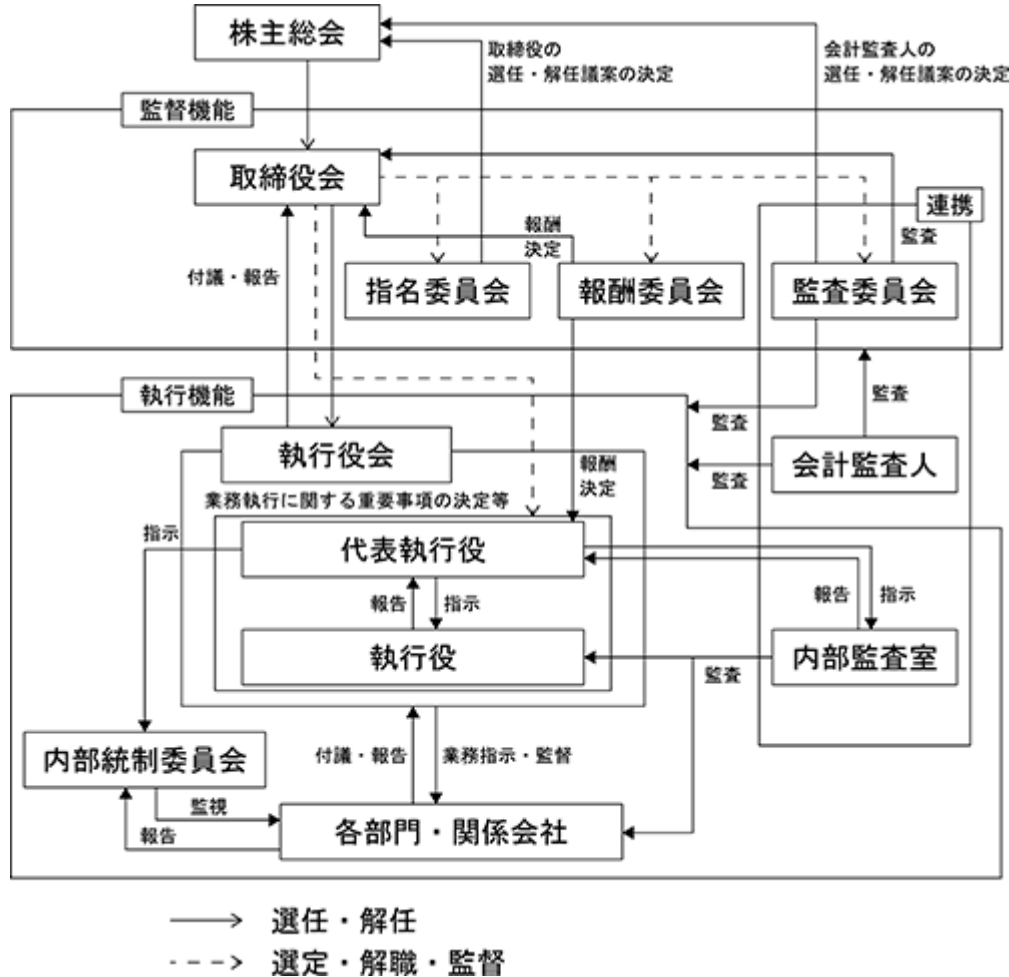 株主総会
取締役の
選任・解任議案の決定
会計監査人の
選任・解任議案の決定
監督機能
取締役会
連携
報酬
決定
監査
付議・報告
指名委員会
報酬委員会
監査委員会
執行機能
監査
監査
執行役会
報酬
決定
監査
会計監査人
業務執行に関する重要事項の決定等
指示
代表執行役
報告
指示
報告
指示
執行役
監査
内部監査室
内部統制委員会
付議・報告
業務指示・監督
監視
報告
各部門・関係会社
選任・解任
選定・解職・監督